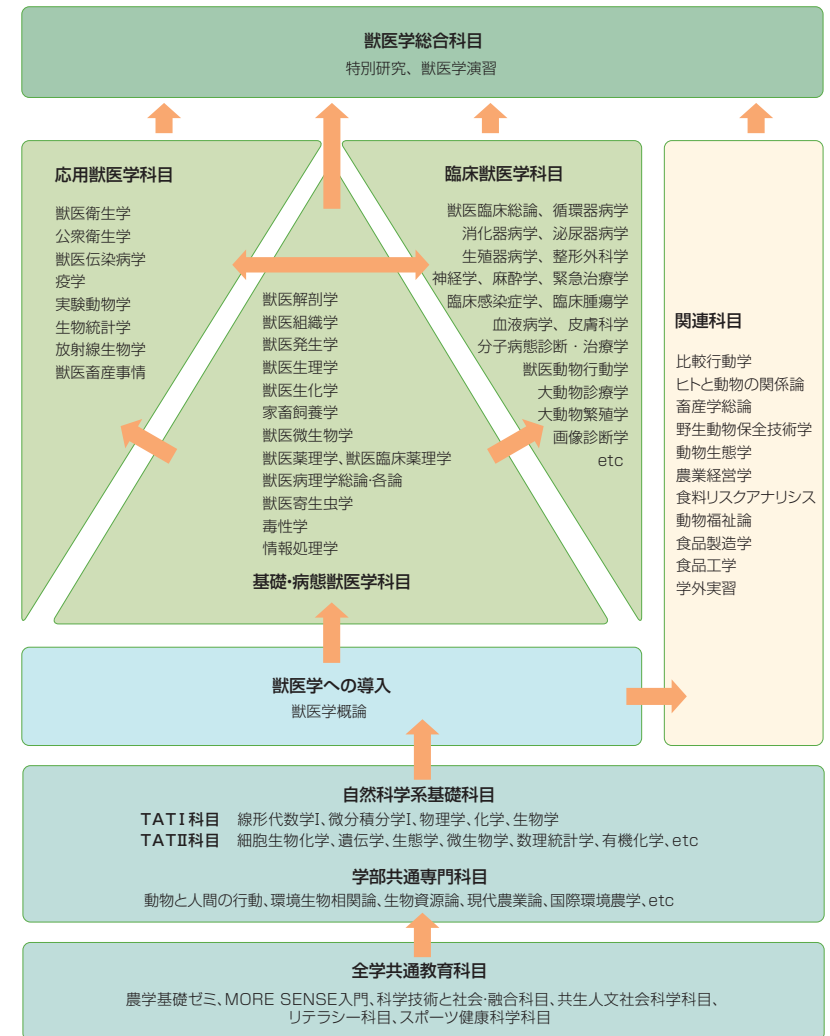 獣医学総合科目
特別研究、獣医学演習
応用獣医学科目
獣医衛生学
公衆衛生学
獣医伝染病学
疫学
実験動物学
生物統計学
放射線生物学
獣医畜産事情
臨床獣医学科目
獣医臨床総論、循環器病学
消化器病学、泌尿器病学
生殖器病学、整形外科学
神経学、麻酔学、緊急治療学
臨床感染症学、臨床腫瘍学
血液病学、皮膚科学
分子病態診断・治療学
獣医動物行動学
大動物診療学
大動物繁殖学
画像診断学
etc
獣医解剖学
獣医組織学
獣医発生学
獣医生理学
獣医生化学
家畜飼養学
獣医微生物学
獣医薬理学、獣医臨床薬理学
獣医病理学総論・各論
獣医寄生虫学
毒性学
情報処理学
基礎・病態獣医学科目
関連科目
比較行動学
ヒトと動物の関係論
畜産学総論
野生動物保全技術学
動物生態学
農業経営学
食料リスクアナリシス
動物福祉論
食品製造学
食品工学
学外実習
獣医学への導入
獣医学概論
自然科学系基礎科目
TATⅠ科目 線形代数学Ⅰ、微分積分学Ⅰ、物理学、化学、生物学
TATⅡ科目 細胞生物化学、遺伝学、生態学、微生物学、数理統計学、有機化学、etc
学部共通専門科目
動物と人間の行動、環境生物相関論、生物資源論、現代農業論、国際環境農学、etc
全学共通教育科目
農学基礎ゼミ、MORE SENSE入門、科学技術と社会・融合科目、共生人文社会科学科目、
リテラシー科目、スポーツ健康科学科目